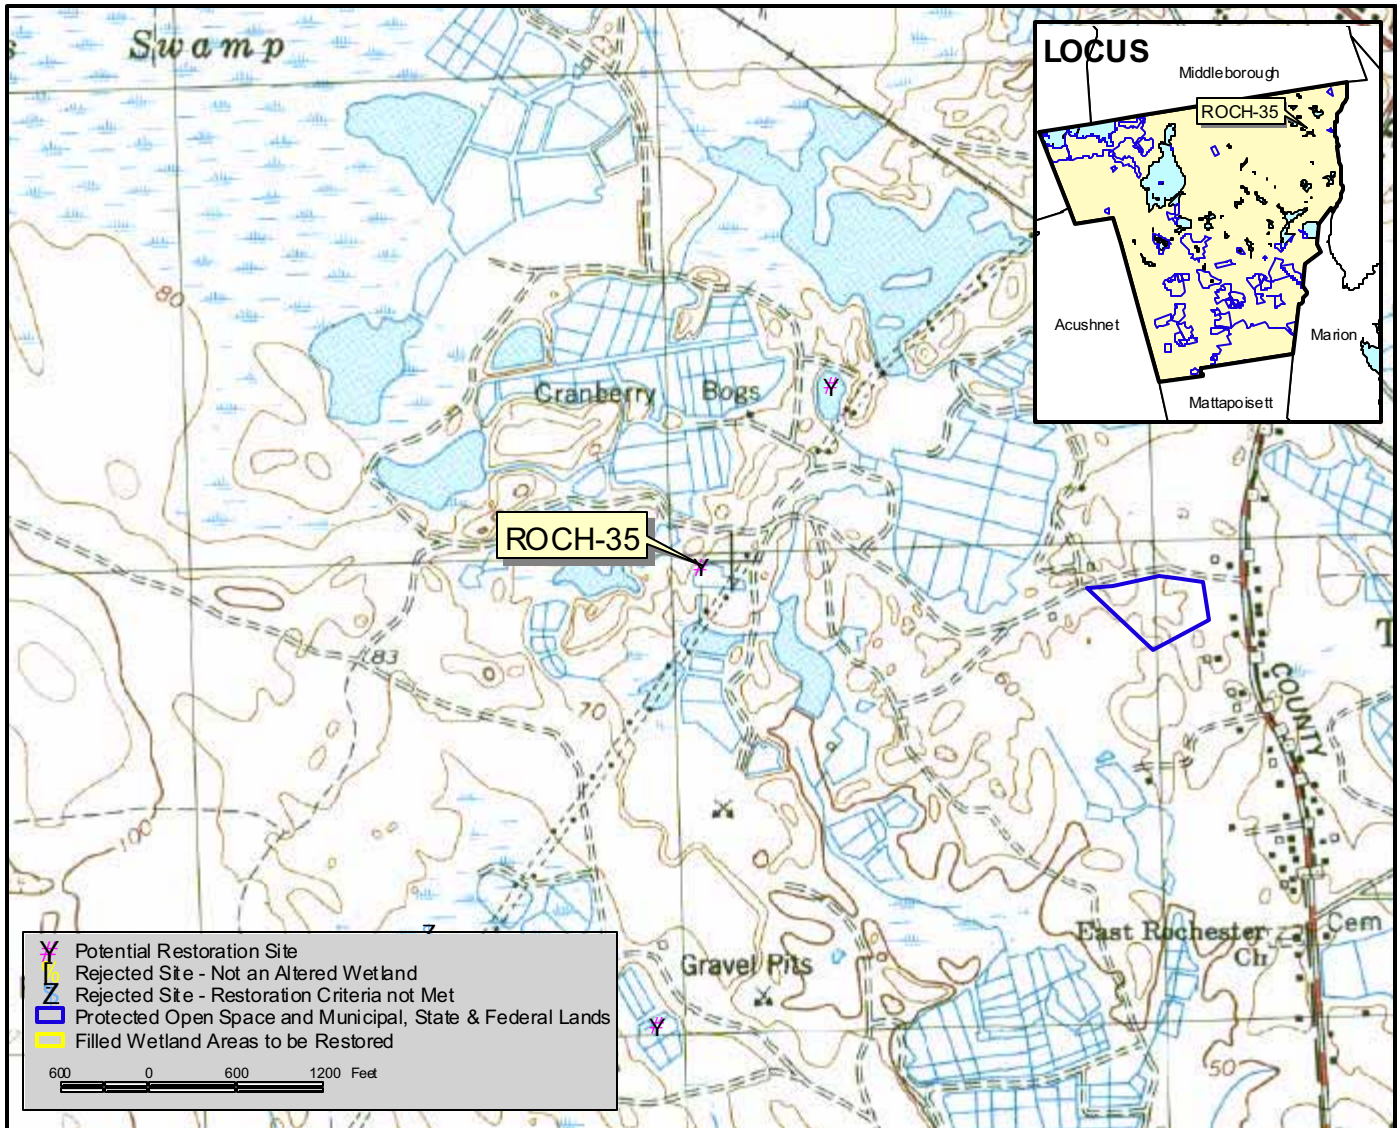 Swamp
LOCUS
Middleborough
ROCH-35
Acushnet
Marion
Mattapoisett
80
Cranberry Bogs
ROCH-35
83
70
60
COUNTY
100
Gravel Pits
East Rochester
Ch
Cem
50
Y Potential Restoration Site
Rejected Site - Not an Altered Wetland
Z Rejected Site - Restoration Criteria not Met
Protected Open Space and Municipal, State & Federal Lands
Filled Wetland Areas to be Restored
600 0 600 1200 Feet